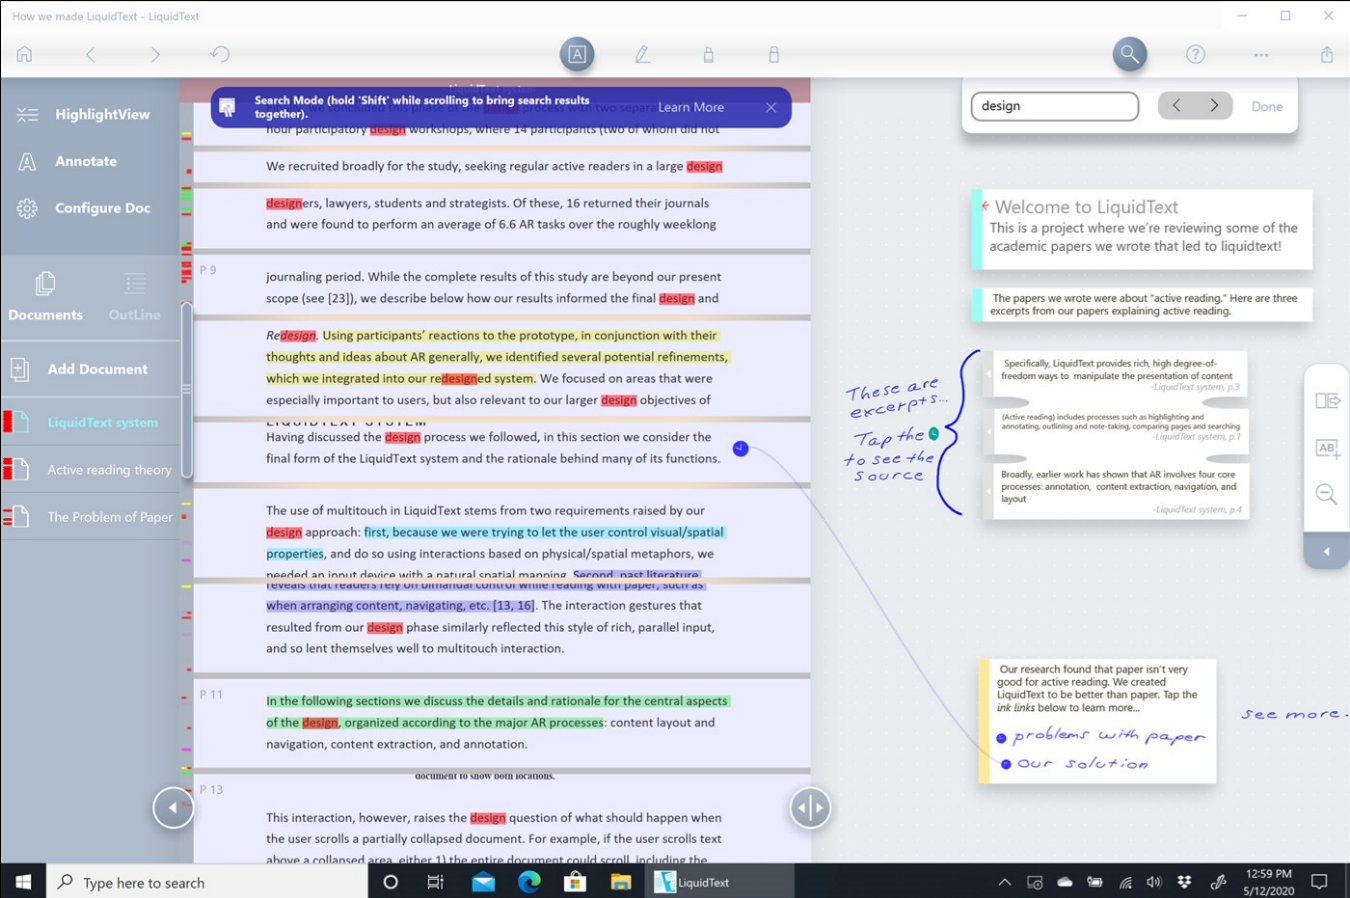 How we made LiquidText - LiquidText
HighlightView
Annotate
Configure Doc
Documents
OutLine
Add Document
LiquidText system
Active reading theory
The Problem of Paper
LiquidText system
Search Mode (hold 'Shift' while scrolling to bring search results
together).
Learn More
hour participatory design workshops, where 14 participants (two of whom did not
We recruited broadly for the study, seeking regular active readers in a large design
designers, lawyers, students and strategists. Of these, 16 returned their journals
and were found to perform an average of 6.6 AR tasks over the roughly weeklong
P 9
journaling period. While the complete results of this study are beyond our present
scope (see [23]), we describe below how our results informed the final design and
Redesign. Using participants' reactions to the prototype, in conjunction with their
thoughts and ideas about AR generally, we identified several potential refinements,
which we integrated into our redesigned system. We focused on areas that were
especially important to users, but also relevant to our larger design objectives of
LIQUIDTEXT SYSTEM
Having discussed the design process we followed, in this section we consider the
final form of the LiquidText system and the rationale behind many of its functions.
The use of multitouch in LiquidText stems from two requirements raised by our
design approach: first, because we were trying to let the user control visual/spatial
properties, and do so using interactions based on physical/spatial metaphors, we
needed an input device with a natural spatial mapping. Second, past literature
reveals that readers rely on bimanual control while reading with paper, such as
when arranging content, navigating, etc. [13, 16]. The interaction gestures that
resulted from our design phase similarly reflected this style of rich, parallel input,
and so lent themselves well to multitouch interaction.
P 11
In the following sections we discuss the details and rationale for the central aspects
of the design, organized according to the major AR processes: content layout and
navigation, content extraction, and annotation.
document to show both locations.
P 13
This interaction, however, raises the design question of what should happen when
the user scrolls a partially collapsed document. For example, if the user scrolls text
above a collapsed area, either 1) the entire document could scroll, including the
design
Done
Welcome to LiquidText
This is a project where we're reviewing some of the
academic papers we wrote that led to liquidtext!
The papers we wrote were about "active reading." Here are three
excerpts from our papers explaining active reading.
These are
excerpts...
Tap the
to see the
source
Specifically, LiquidText provides rich, high degree-of-
freedom ways to manipulate the presentation of content
-LiquidText system, p.3
(Active reading) includes processes such as highlighting and
annotating, outlining and note-taking, comparing pages and searching
-LiquidText system, p.1
Broadly, earlier work has shown that AR involves four core
processes: annotation, content extraction, navigation, and
layout
-LiquidText system, p.4
Our research found that paper isn't very
good for active reading. We created
LiquidText to be better than paper. Tap the
ink links below to learn more...
problems with paper
our solution
see more.
Type here to search
LiquidText
12:59 PM
5/12/2020